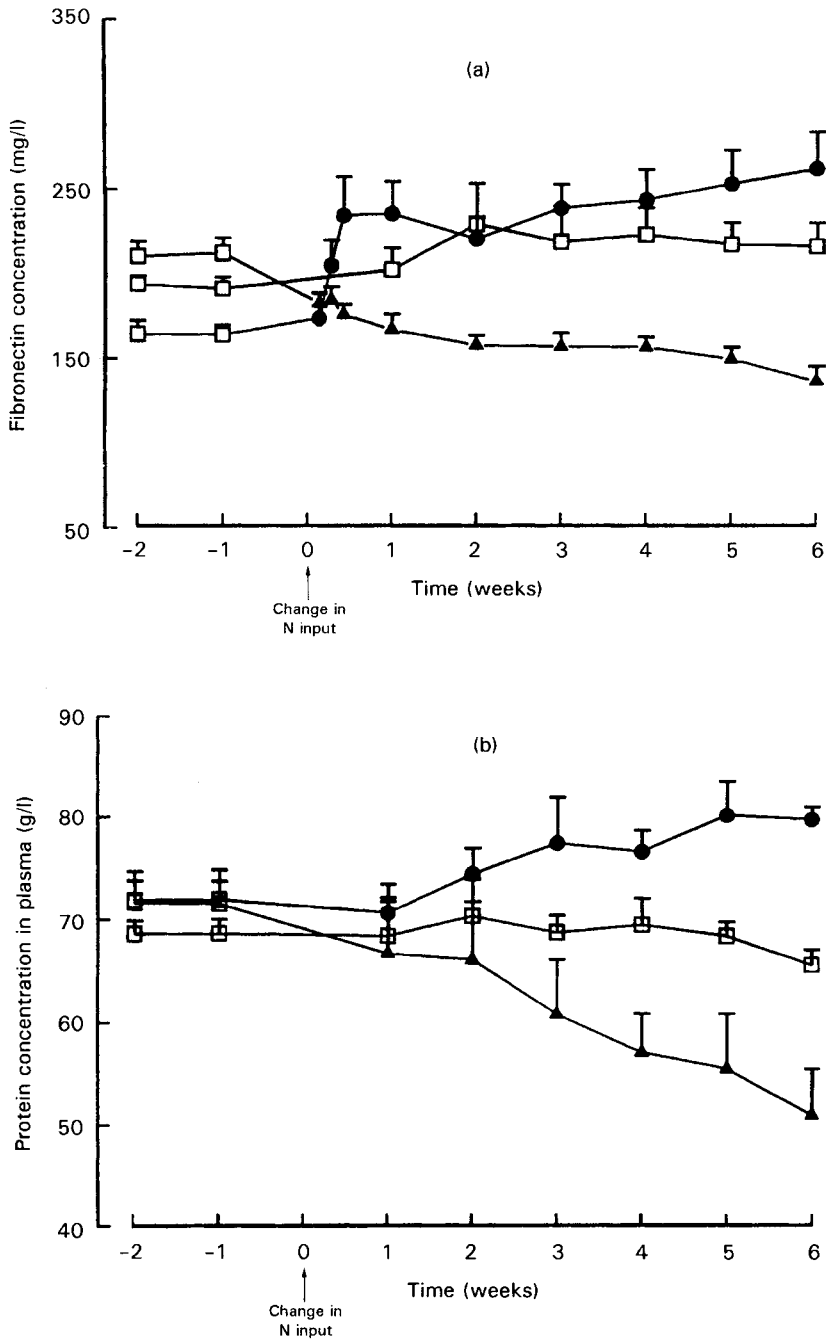 350
(a)
Fibronectin concentration (mg/l)
250
150
50
-2 -1 0 1 2 3 4 5 6
Time (weeks)
Change in
N input
90
(b)
80
Protein concentration in plasma (g/l)
70
60
50
40
-2 -1 0 1 2 3 4 5 6
Time (weeks)
Change in
N input